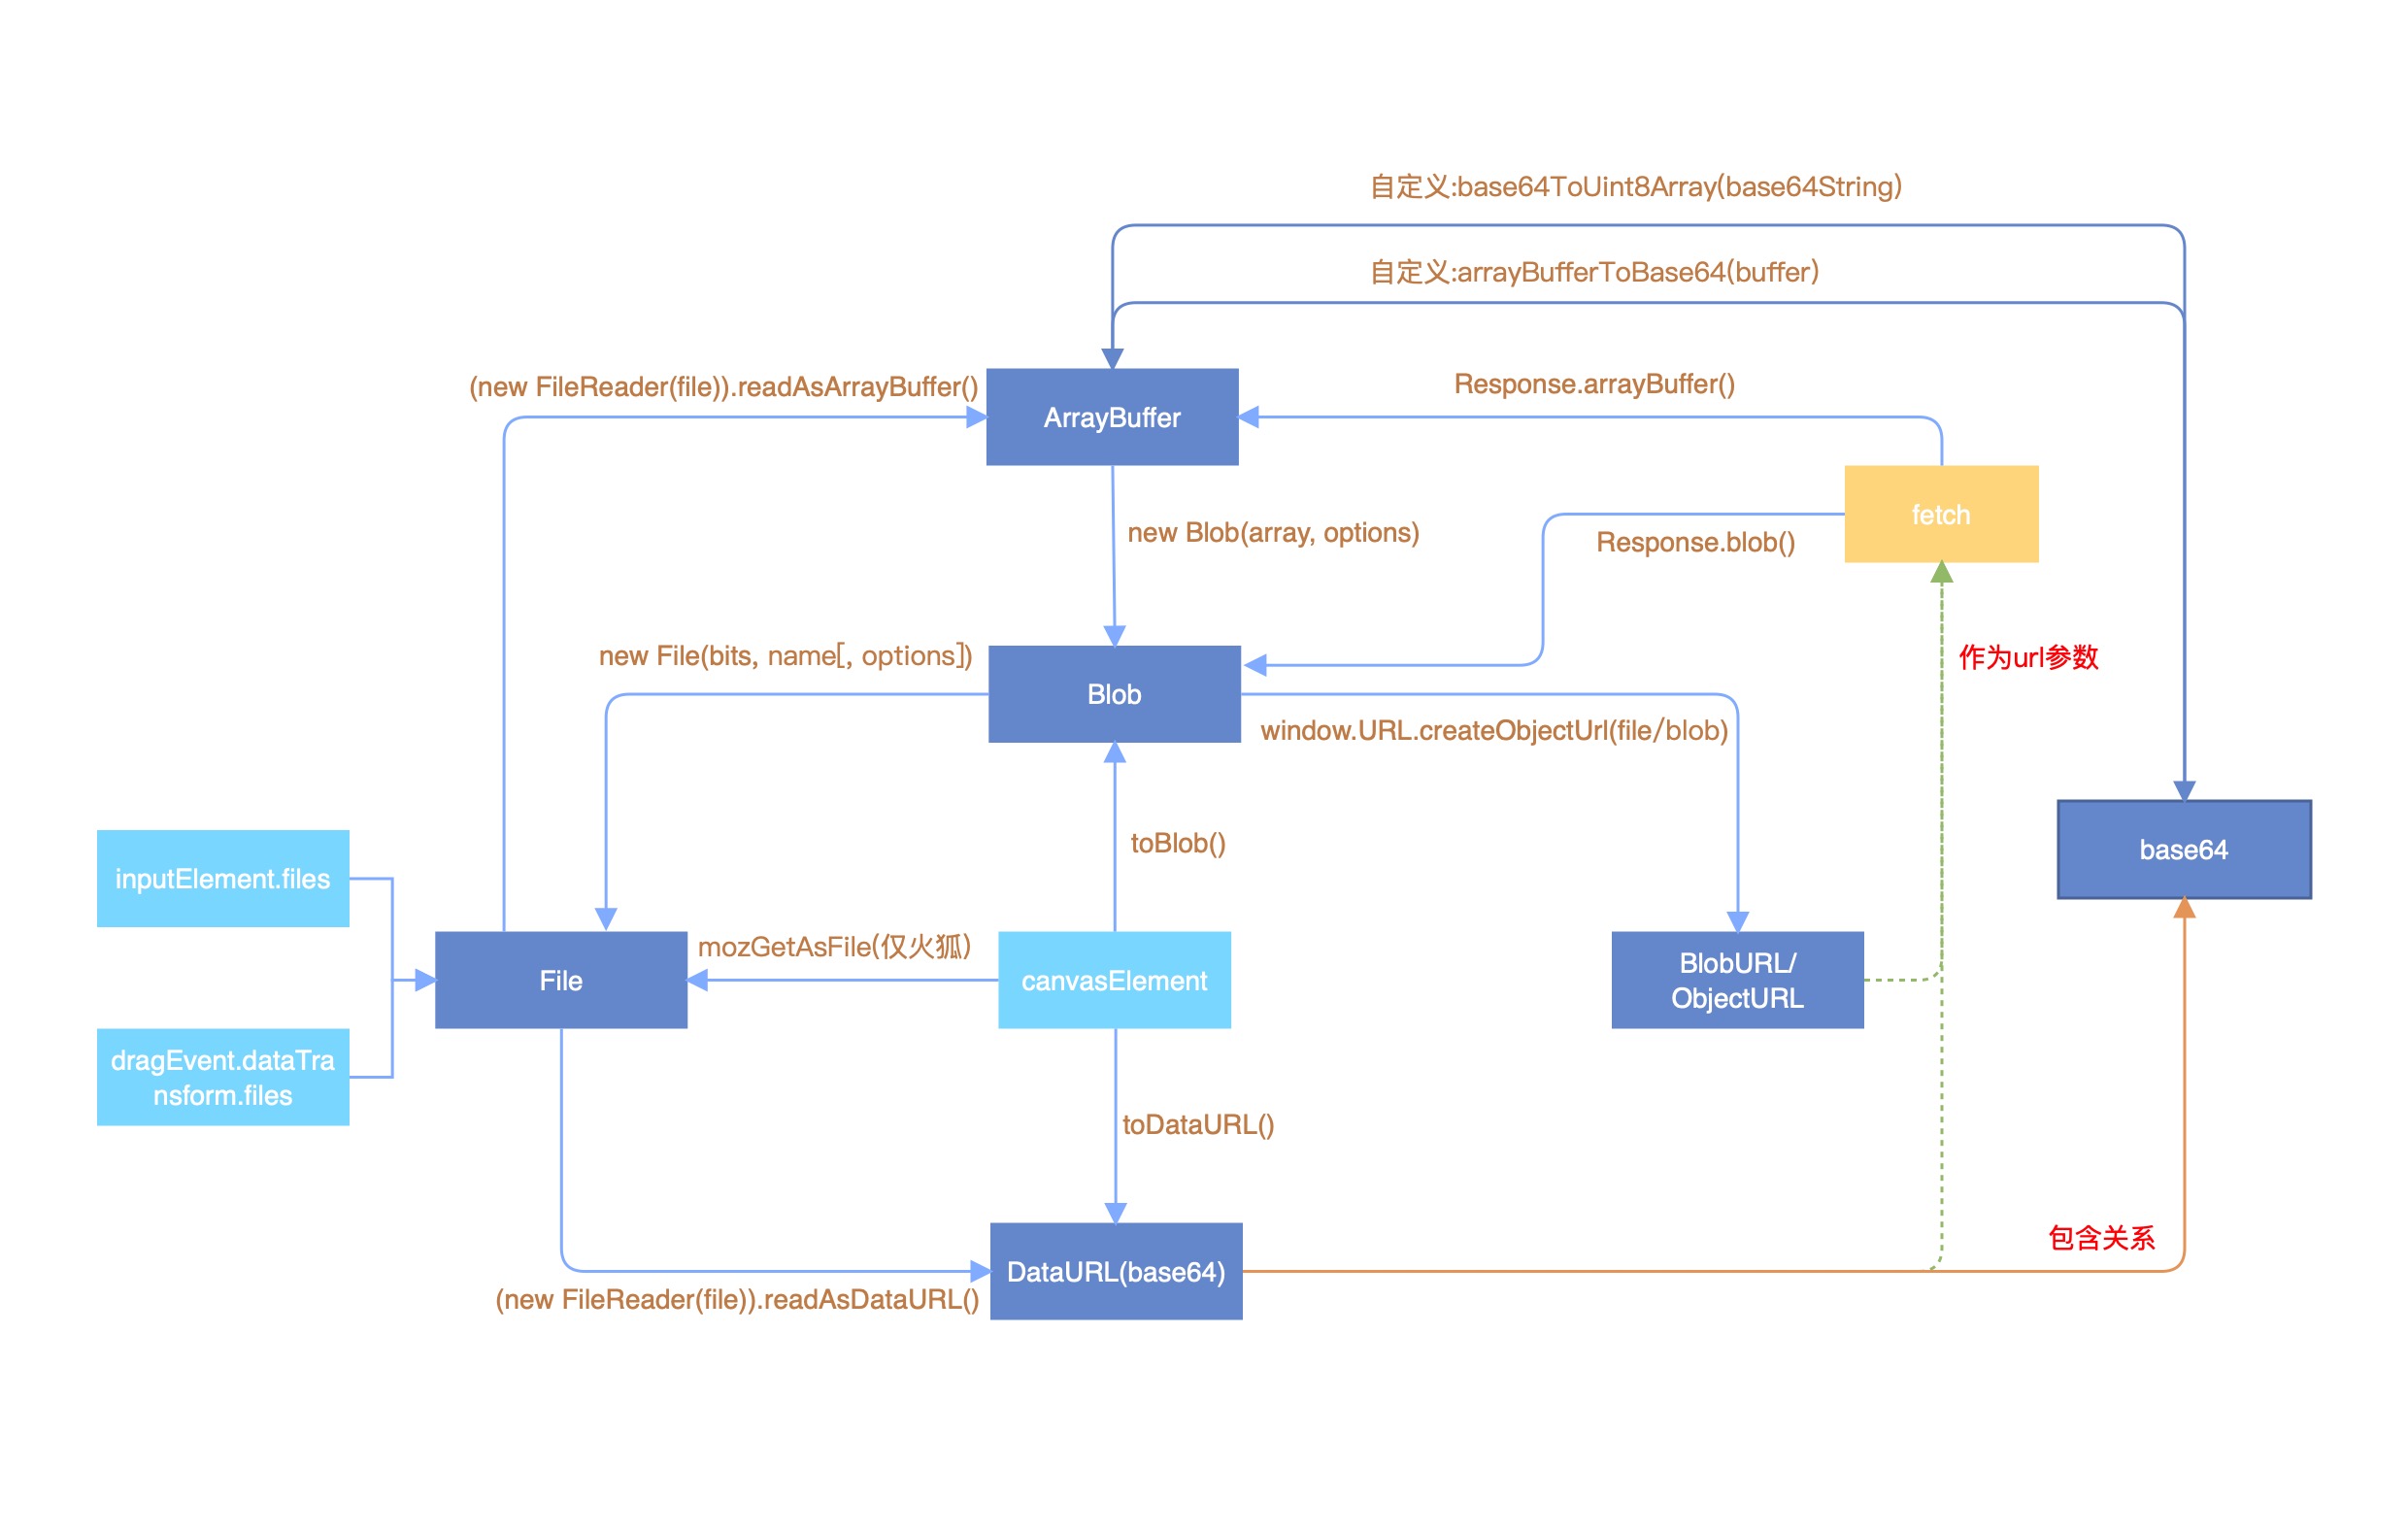 自定义:base64ToUint8Array(base64String)
自定义:arrayBufferToBase64(buffer)
(new FileReader(file)).readAsArrayBuffer()
Response.arrayBuffer()
ArrayBuffer
fetch
new Blob(array, options)
Response.blob()
new File(bits, name[, options])
作为url参数
Blob
window.URL.createObjectUrl(file/blob)
toBlob()
base64
inputElement.files
mozGetAsFile(仅火狐)
File
canvasElement
BlobURL/
ObjectURL
dragEvent.dataTra
nsform.files
toDataURL()
包含关系
DataURL(base64)
(new FileReader(file)).readAsDataURL()